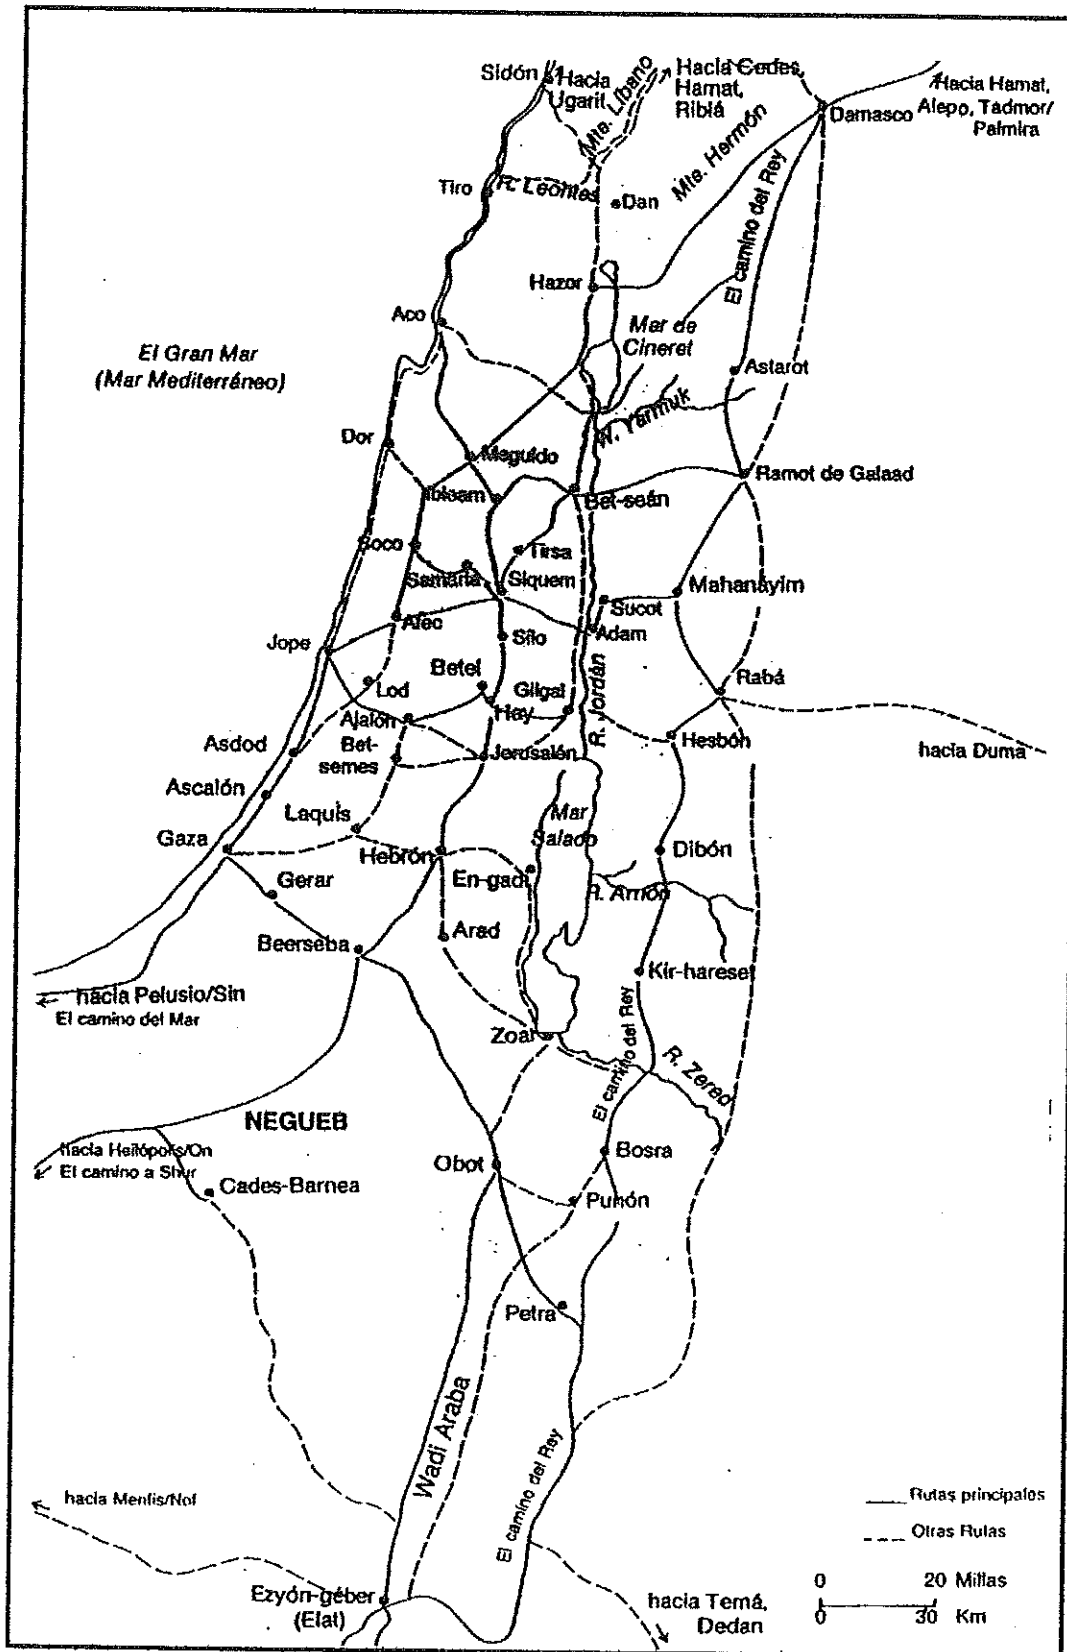 Sidón
Hacia
Ugarit
Mte. Líbano
Hacia Cedes,
Hamat,
Riblá
Hacia Hamat,
Alepo, Tadmor/
Palmira
Damasco
Mte. Hermón
El camino del Rey
Tiro
R. Leontes
Dan
Hazor
Aco
Mar de
Cineret
El Gran Mar
(Mar Mediterráneo)
Astarot
W. Yarmuk
Dor
Meguido
Ramot de Galaad
Ibleam
Bet-seán
Soco
Tirsa
Samaria
Siquem
Mahanáyim
Sucot
Afec
Adam
Jope
Silo
Betel
R. Jordán
Rabá
Lod
Gilgal
Hay
Ajalón
Asdod
Bet-
semes
Jerusalén
Hesbón
hacia Duma
Ascalón
Laquis
Mar
Salado
Gaza
Hebrón
Dibón
En-gadi
Gerar
R. Arnón
Beerseba
Arad
Kir-hareset
hacia Pelusio/Sin
El camino del Mar
Zoar
El camino del Rey
R. Zered
NEGUEB
hacia Heliópolis/On
El camino a Shur
Obot
Bosra
Cades-Barnea
Punón
Petra
Wadi Araba
El camino del Rey
hacia Menfis/Nof
Rutas principales
Otras Rutas
Ezyón-géber
(Elat)
hacia Temá,
Dedan
0 20 Millas
0 30 Km